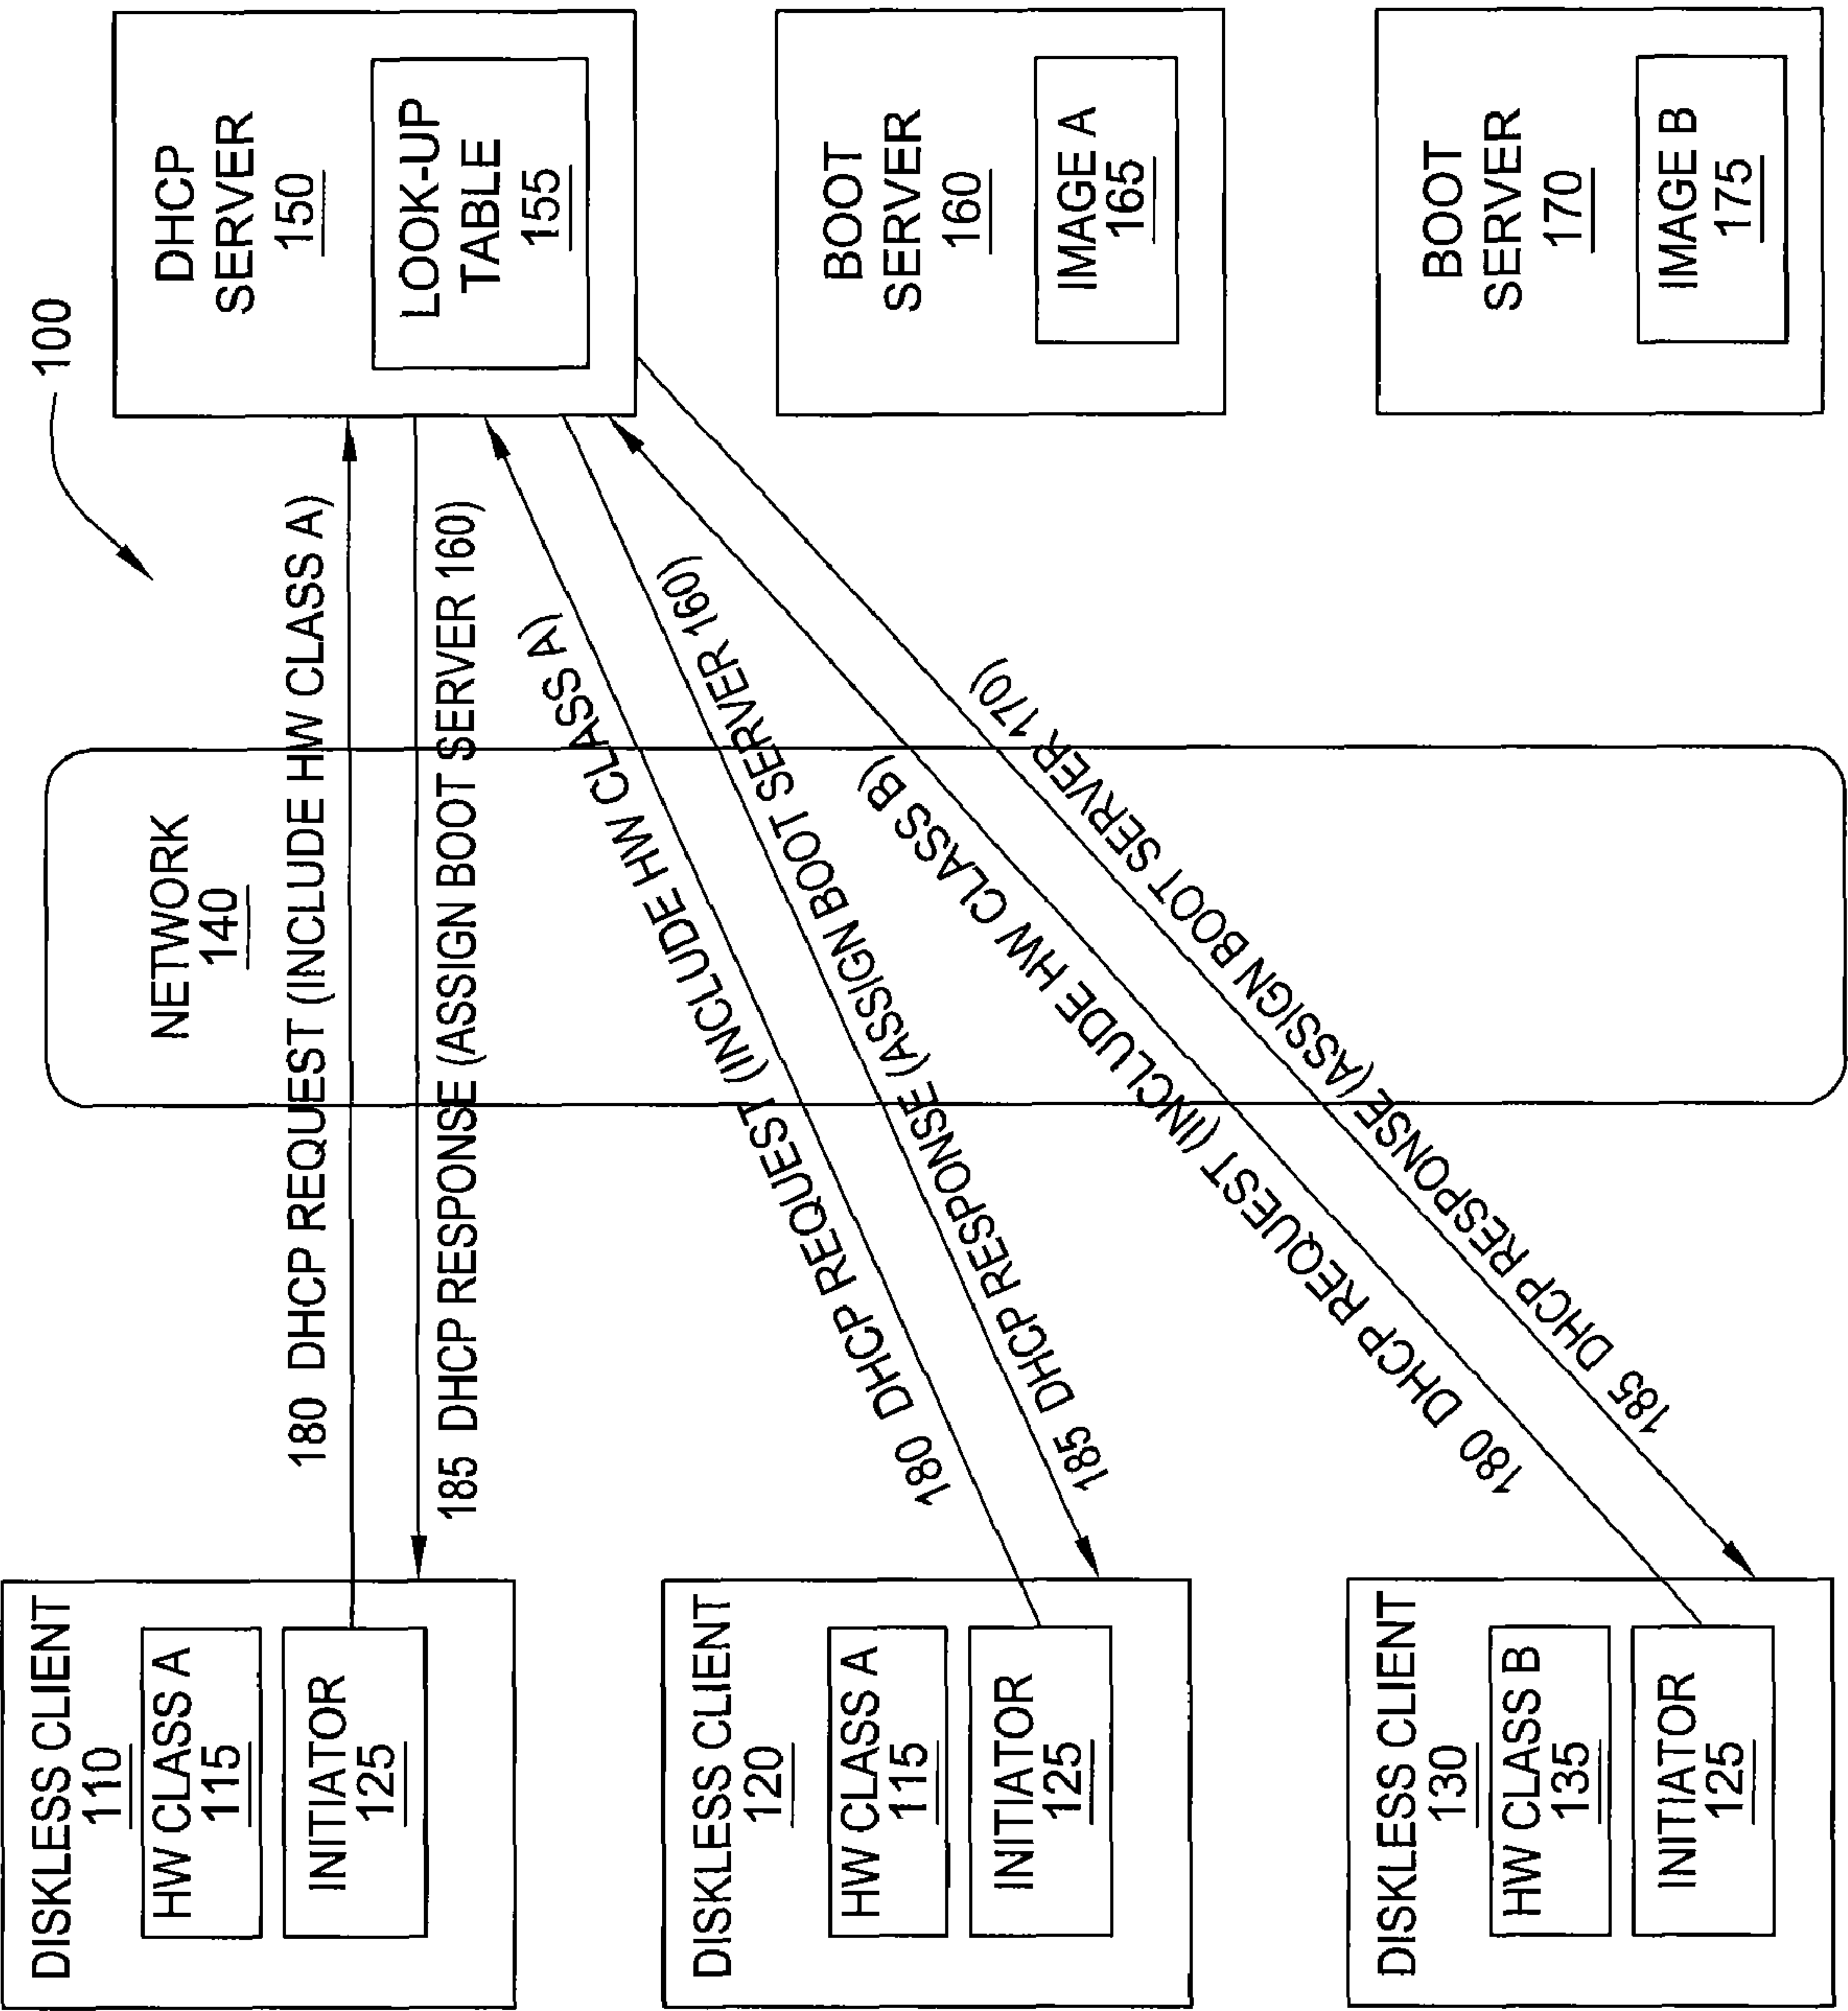 100
DISKLESS CLIENT
110
HW CLASS A
115
INITIATOR
125
DISKLESS CLIENT
120
HW CLASS A
115
INITIATOR
125
DISKLESS CLIENT
130
HW CLASS B
135
INITIATOR
125
NETWORK
140
180 DHCP REQUEST (INCLUDE HW CLASS A)
185 DHCP RESPONSE (ASSIGN BOOT SERVER 160)
180 DHCP REQUEST (INCLUDE HW CLASS A)
185 DHCP RESPONSE (ASSIGN BOOT SERVER 160)
180 DHCP REQUEST (INCLUDE HW CLASS B)
185 DHCP RESPONSE (ASSIGN BOOT SERVER 170)
DHCP
SERVER
150
LOOK-UP
TABLE
155
BOOT
SERVER
160
IMAGE A
165
BOOT
SERVER
170
IMAGE B
175